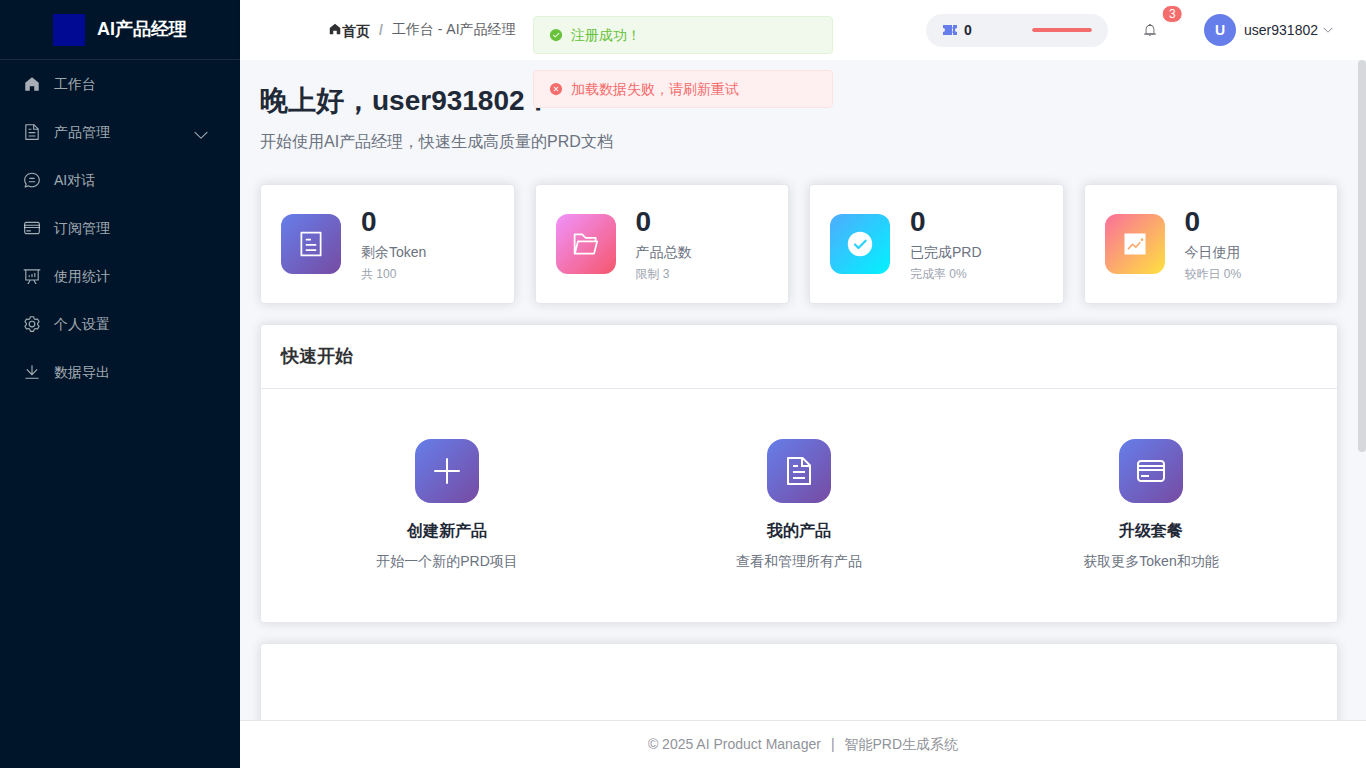 AI产品经理
工作台
产品管理
AI对话
订阅管理
使用统计
个人设置
数据导出
首页 / 工作台 - AI产品经理
注册成功！
加载数据失败，请刷新重试
0
3
U
user931802
晚上好，user931802！
开始使用AI产品经理，快速生成高质量的PRD文档
0
剩余Token
共 100
0
产品总数
限制 3
0
已完成PRD
完成率 0%
0
今日使用
较昨日 0%
快速开始
创建新产品
开始一个新的PRD项目
我的产品
查看和管理所有产品
升级套餐
获取更多Token和功能
© 2025 AI Product Manager | 智能PRD生成系统